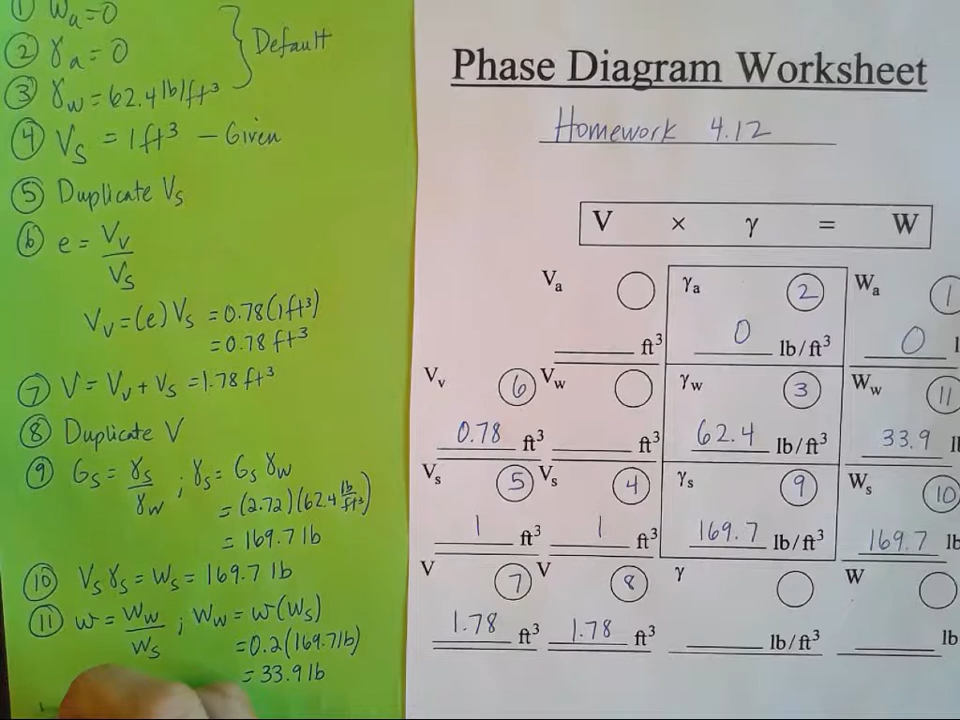 ① Wa = 0
② γa = 0
③ γw = 62.4 lb/ft³ } Default
④ Vs = 1 ft³ — Given
⑤ Duplicate Vs
⑥ e = Vv/Vs
Vv = (e) Vs = 0.78 (1 ft³)
= 0.78 ft³
⑦ V = Vv + Vs = 1.78 ft³
⑧ Duplicate V
⑨ Gs = γs/γw ; γs = Gs γw
= (2.72)(62.4 lb/ft³)
= 169.7 lb
⑩ Vs γs = Ws = 169.7 lb
⑪ w = Ww/Ws ; Ww = w(Ws)
= 0.2 (169.7 lb)
= 33.9 lb
Phase Diagram Worksheet
Homework 4.12
V × γ = W
Va γa ② Wa 1
ft³ 0 lb/ft³ 0 l
Vv ⑥ Vw γw ③ Ww 11
0.78 ft³ ft³ 62.4 lb/ft³ 33.9 l
Vs ⑤ Vs ④ γs ⑨ Ws 10
1 ft³ 1 ft³ 169.7 lb/ft³ 169.7 lb
V ⑦ V ⑧ γ W
1.78 ft³ 1.78 ft³ lb/ft³ lb